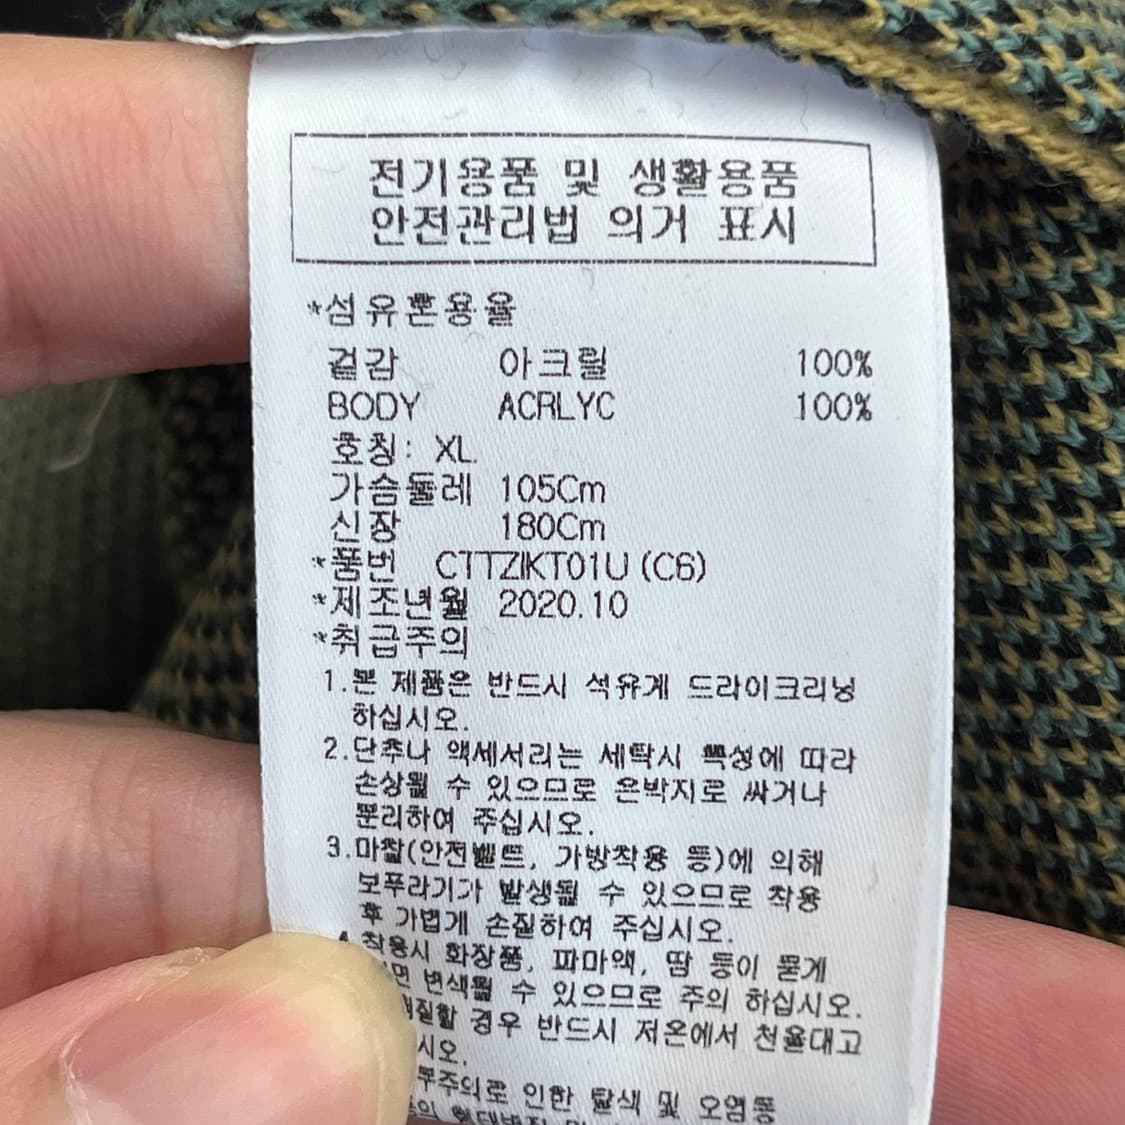 전기용품 및 생활용품
안전관리법 의거 표시
*섬유혼용율
겉감 아크릴 100%
BODY ACRLYC 100%
호칭: XL
가슴둘레 105Cm
신장 180Cm
*품번 CTTZIKT01U (C6)
*제조년월 2020.10
*취급주의
1.본 제품은 반드시 석유계 드라이크리닝
하십시오.
2.단추나 액세서리는 세탁시 특성에 따라
손상될 수 있으므로 은박지로 싸거나
분리하여 주십시오.
3.마찰(안전벨트, 가방착용 등)에 의해
보푸라기가 발생될 수 있으므로 착용
후 가볍게 손질하여 주십시오.
착용시 화장품, 파마액, 땀 등이 묻게
변색될 수 있으므로 주의 하십시오.
경우 반드시 저온에서 천을대고
시오.
인한 탈색 및 오염등